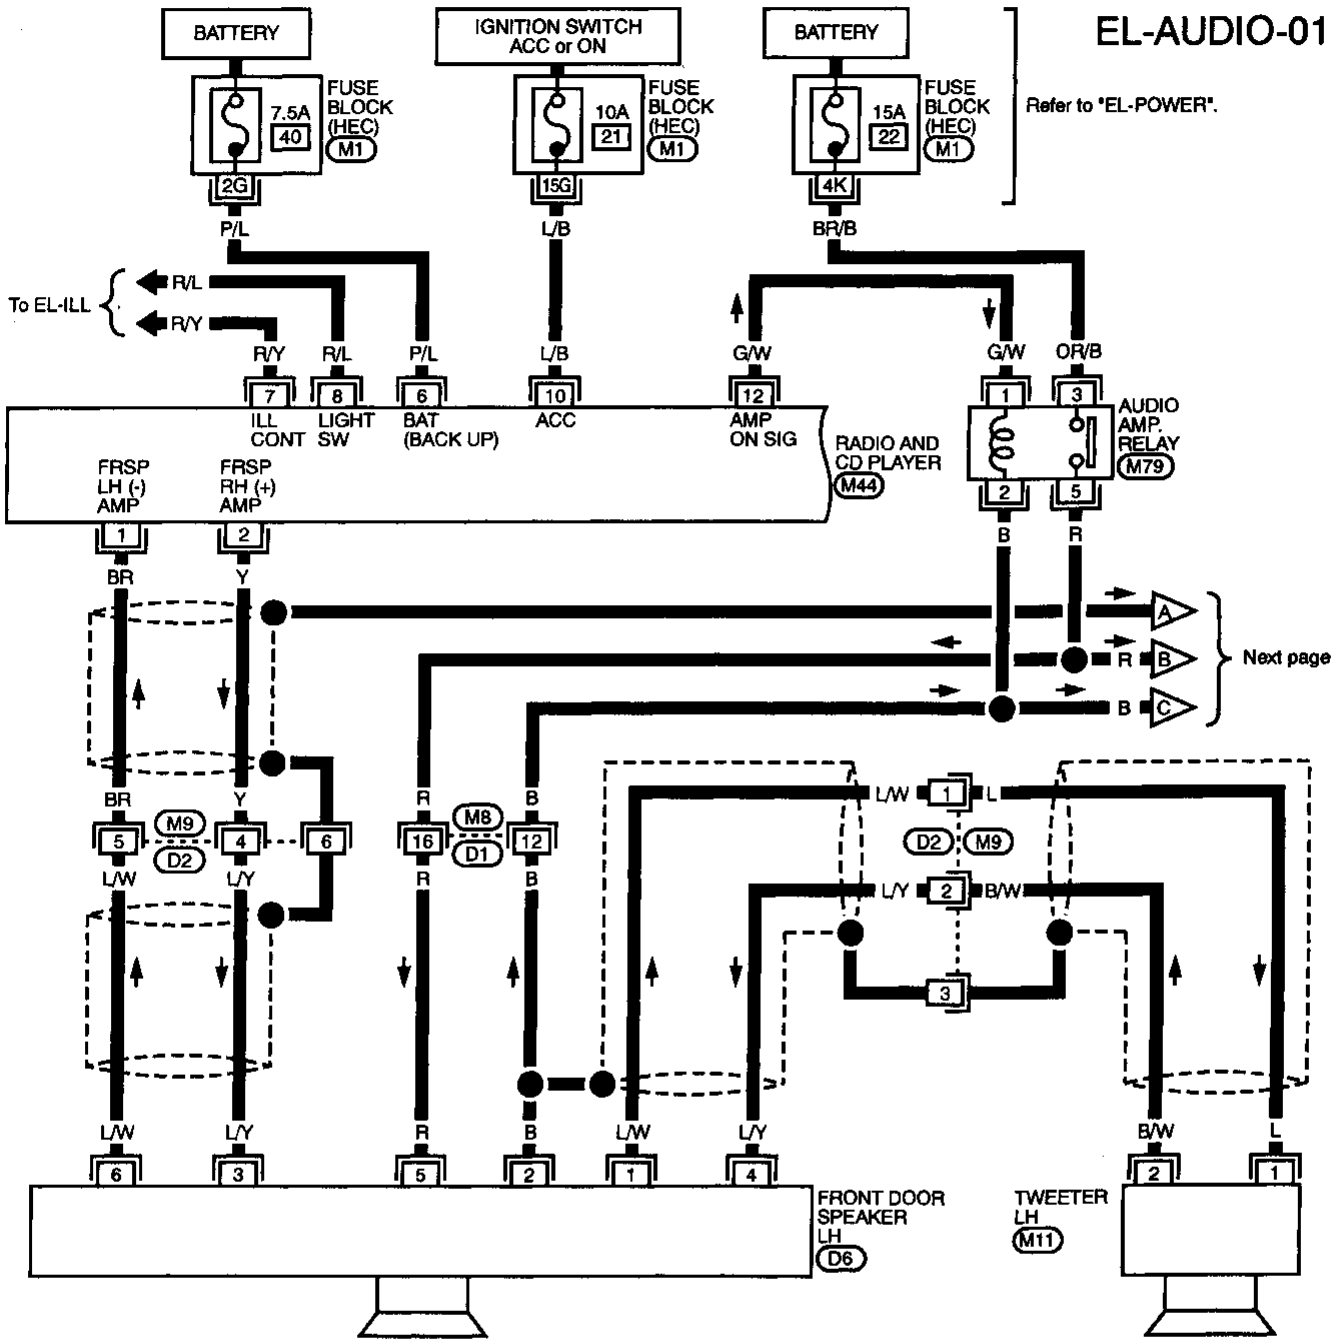 EL-AUDIO-01
BATTERY
IGNITION SWITCH
ACC or ON
BATTERY
7.5A
40
FUSE
BLOCK
(HEC)
M1
10A
21
FUSE
BLOCK
(HEC)
M1
15A
22
FUSE
BLOCK
(HEC)
M1
Refer to "EL-POWER".
2G
15G
4K
P/L
L/B
BR/B
To EL-ILL
R/L
R/Y
R/Y
R/L
P/L
L/B
G/W
G/W
OR/B
7
8
6
10
12
1
3
ILL
CONT
LIGHT
SW
BAT
(BACK UP)
ACC
AMP
ON SIG
RADIO AND
CD PLAYER
M44
AUDIO
AMP.
RELAY
M79
FRSP
LH (-)
AMP
FRSP
RH (+)
AMP
2
5
1
2
B
R
BR
Y
A
R
B
B
C
Next page
BR
Y
R
B
L/W
1
L
5
M9
D2
4
6
16
M8
D1
12
D2
M9
L/W
L/Y
R
B
L/Y
2
B/W
3
L/W
L/Y
R
B
L/W
L/Y
B/W
L
6
3
5
2
1
4
2
1
FRONT DOOR
SPEAKER
LH
D6
TWEETER
LH
M11